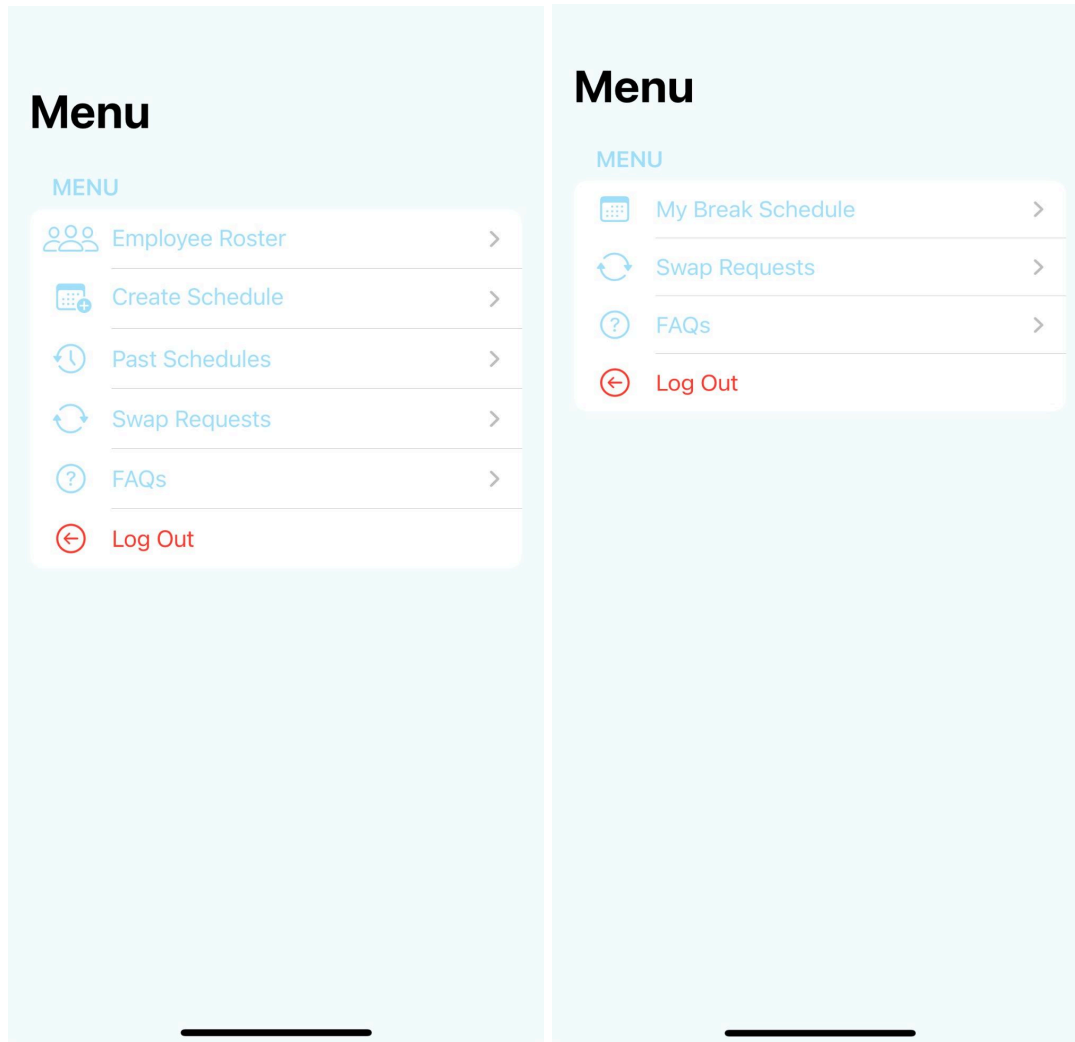 Menu
MENU
Employee Roster
Create Schedule
Past Schedules
Swap Requests
FAQs
Log Out
Menu
MENU
My Break Schedule
Swap Requests
FAQs
Log Out